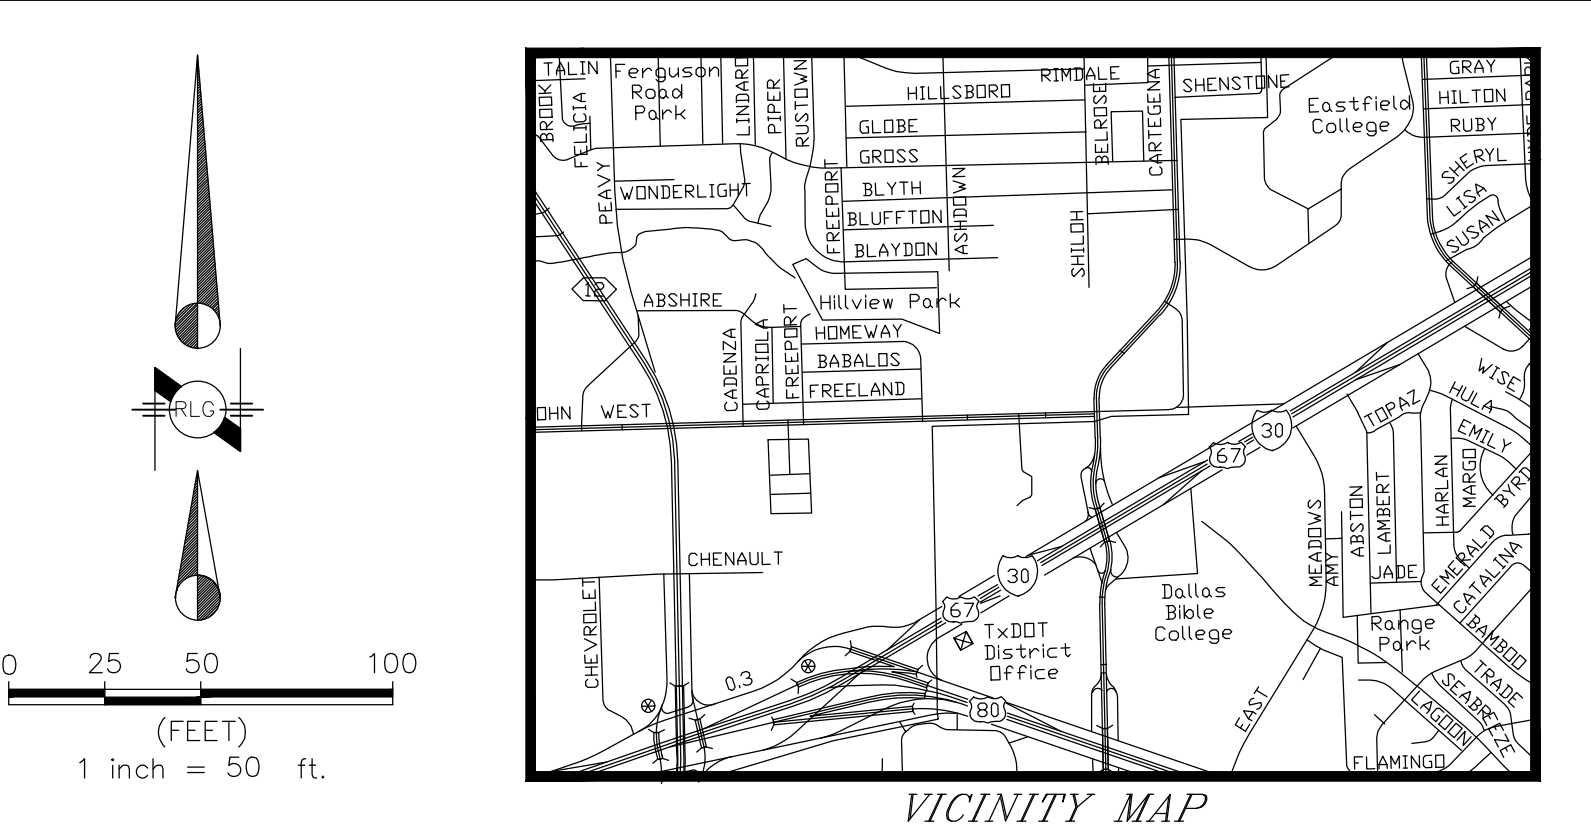 RLG
0 25 50 100
(FEET)
1 inch = 50 ft.
TALIN
Ferguson
Road
Park
BROOK
FELICIA
LINDARO
PIPER
RUSTOWN
RIMDALE
HILLSBORO
GLOBE
GROSS
BELROSE
CARTEGENA
SHENSTONE
Eastfield
College
GRAY
HILTON
RUBY
SHERYL
LISA
SUSAN
PEAVY
WONDERLIGHT
FREEPORT
BLYTH
BLUFFTON
BLAYDON
ASHDOWN
SHILOH
12
ABSHIRE
Hillview Park
CADENZA
CAPRIOLA
FREEPORT
HOMEWAY
BABALOS
FREELAND
OHN WEST
WISE
HULA
TOPAZ
EMILY
30
67
HARLAN
MARGO
BYRD
MEADOWS
AMY
ABSTON
LAMBERT
JADE
EMERALD
CATALINA
BAMBOO
CHENAULT
CHEVROLET
30
67
TxDOT
District
Office
Dallas
Bible
College
Range
Park
0.3
80
EAST
TRADE
SEABREEZE
LAGOON
FLAMINGO
VICINITY MAP